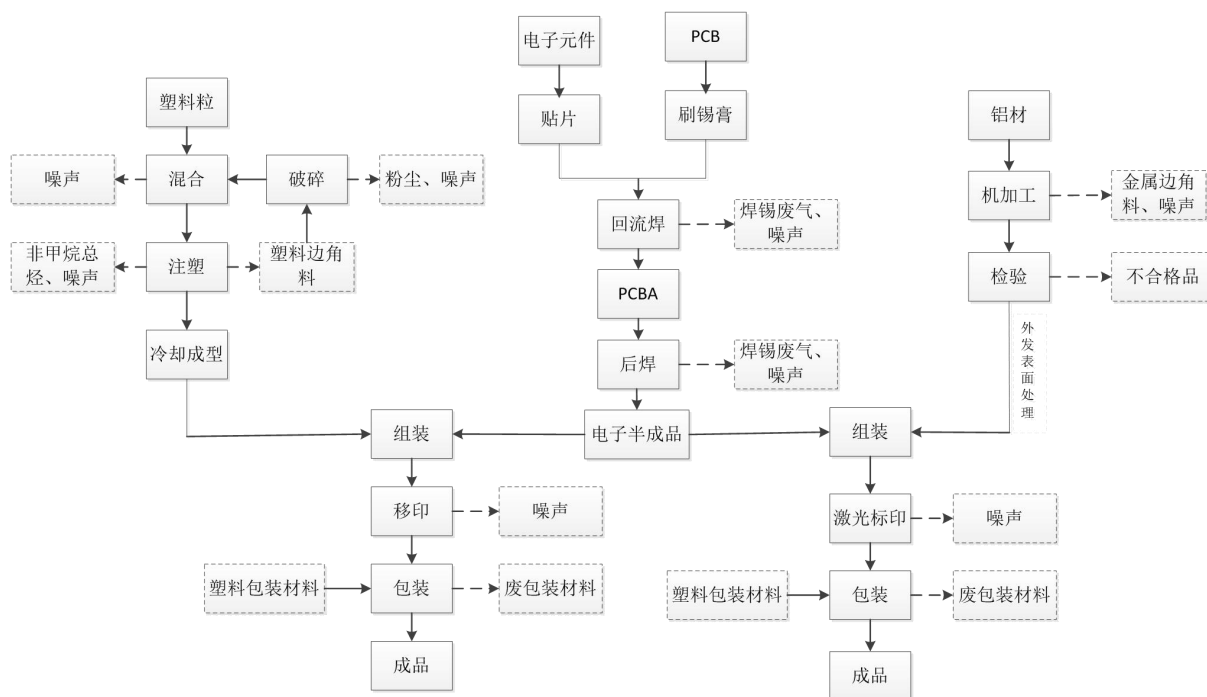 电子元件
PCB
塑料粒
贴片
刷锡膏
铝材
噪声
混合
破碎
粉尘、噪声
机加工
金属边角
料、噪声
回流焊
焊锡废气、
噪声
非甲烷总
烃、噪声
注塑
塑料边角
料
检验
不合格品
PCBA
外发表面处理
冷却成型
后焊
焊锡废气、
噪声
组装
电子半成品
组装
移印
噪声
激光标印
噪声
塑料包装材料
包装
废包装材料
塑料包装材料
包装
废包装材料
成品
成品